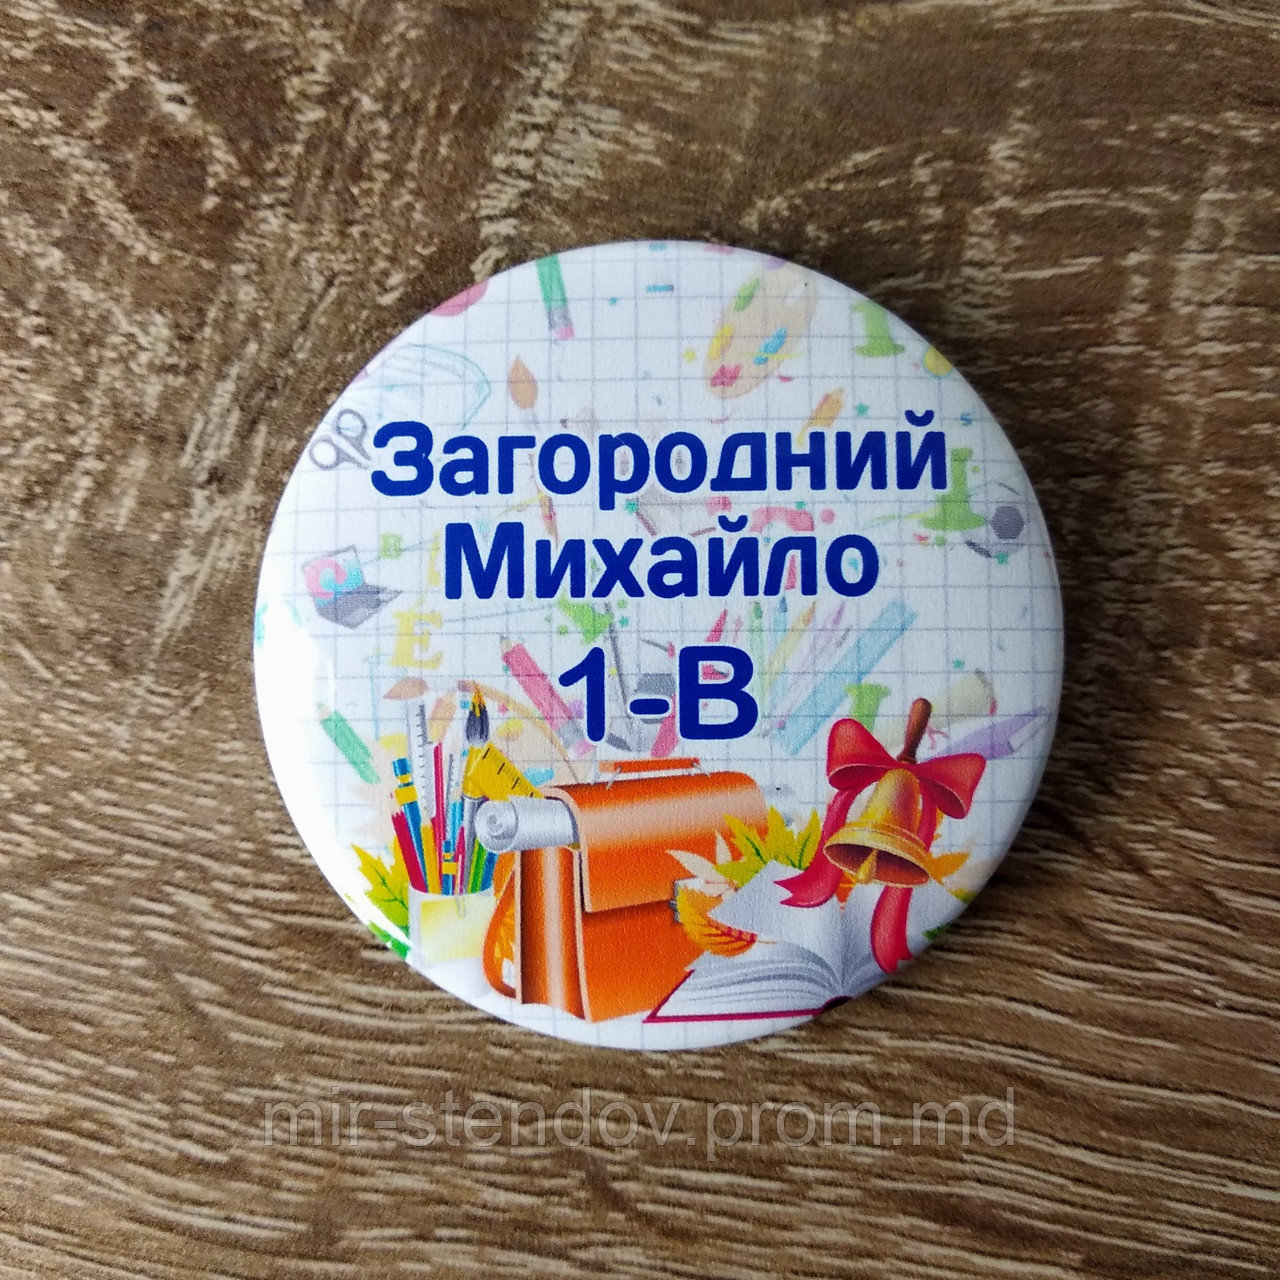 Загородний
Михайло
1-В
mir-stendov.prom.md